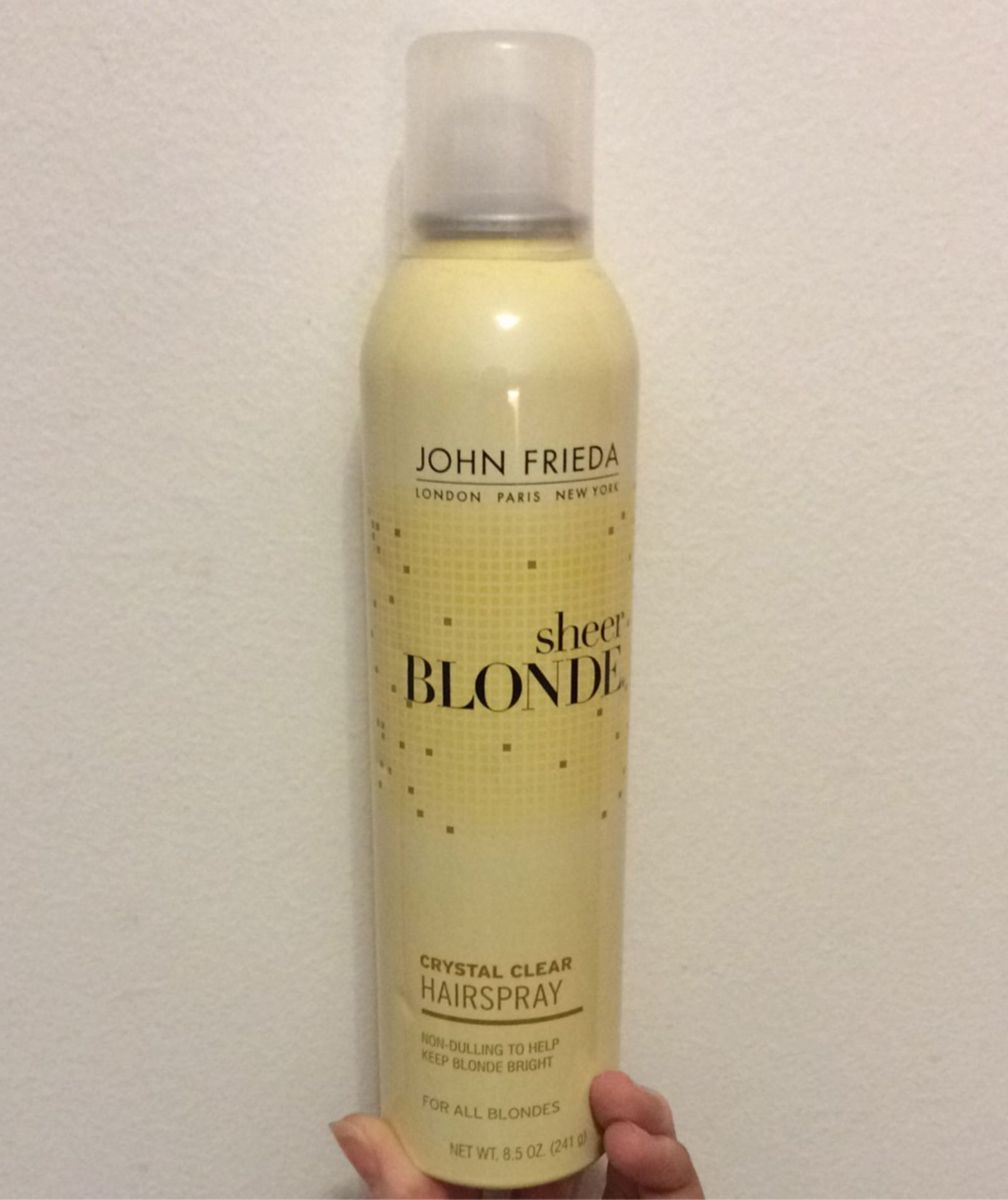 JOHN FRIEDA
LONDON PARIS NEW YORK
sheer
BLONDE
CRYSTAL CLEAR
HAIRSPRAY
NON-DULLING TO HELP
KEEP BLONDE BRIGHT
FOR ALL BLONDES
NET WT. 8.5 OZ. (241 g)